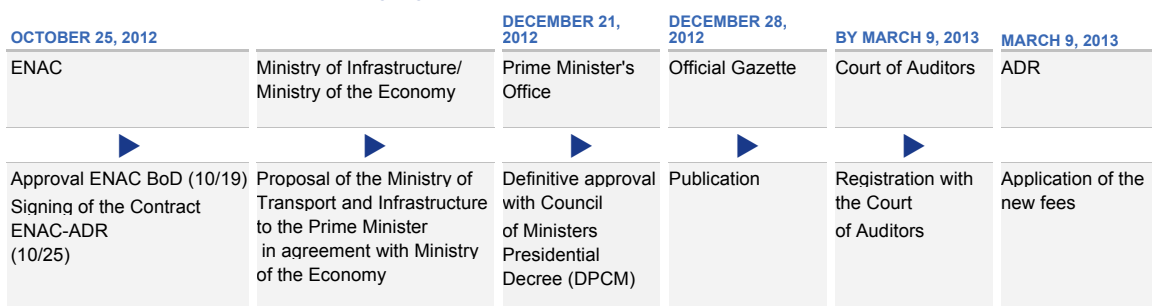 OCTOBER 25, 2012
DECEMBER 21,
2012
DECEMBER 28,
2012
BY MARCH 9, 2013
MARCH 9, 2013
ENAC
Ministry of Infrastructure/
Ministry of the Economy
Prime Minister's
Office
Official Gazette
Court of Auditors
ADR
Approval ENAC BoD (10/19)
Signing of the Contract
ENAC-ADR
(10/25)
Proposal of the Ministry of
Transport and Infrastructure
to the Prime Minister
in agreement with Ministry
of the Economy
Definitive approval
with Council
of Ministers
Presidential
Decree (DPCM)
Publication
Registration with
the Court
of Auditors
Application of the
new fees